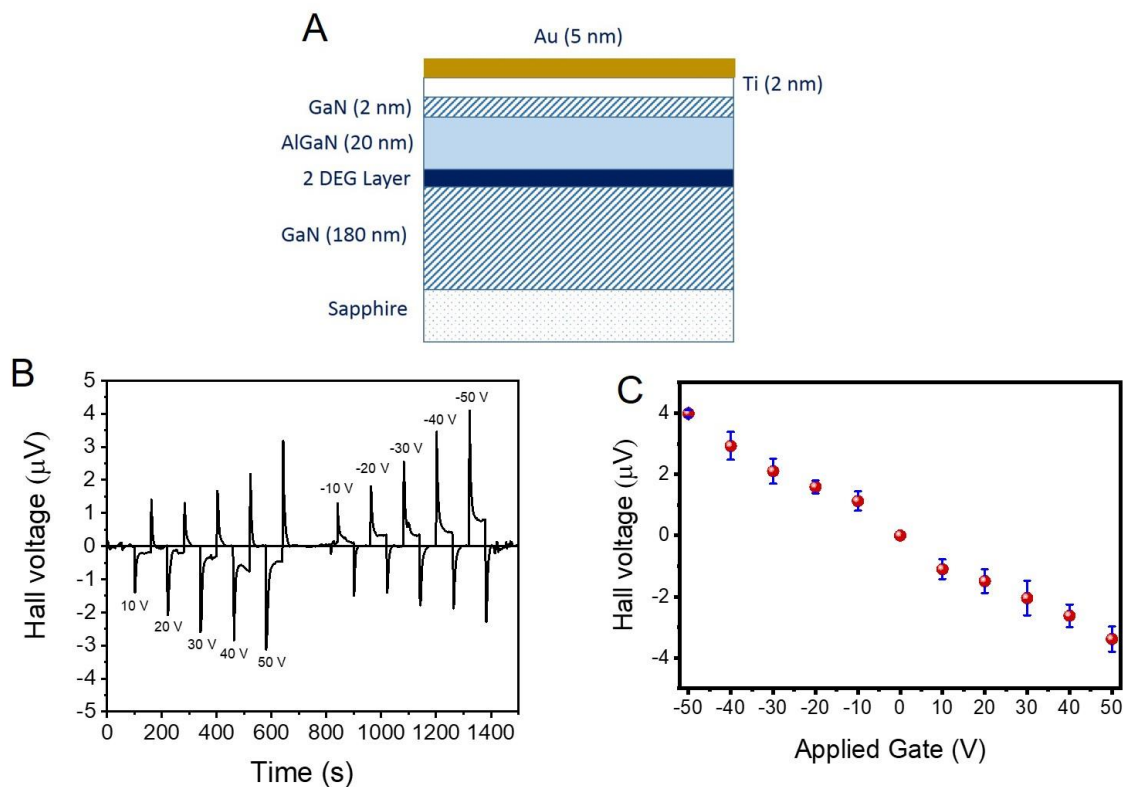 A
Au (5 nm)
Ti (2 nm)
GaN (2 nm)
AlGaN (20 nm)
2 DEG Layer
GaN (180 nm)
Sapphire
B
5
4
3
2
1
0
-1
-2
-3
-4
-5
Hall voltage (μV)
10 V
20 V
30 V
40 V
50 V
-10 V
-20 V
-30 V
-40 V
-50 V
0 200 400 600 800 1000 1200 1400
Time (s)
C
4
2
0
-2
-4
Hall voltage (μV)
-50 -40 -30 -20 -10 0 10 20 30 40 50
Applied Gate (V)